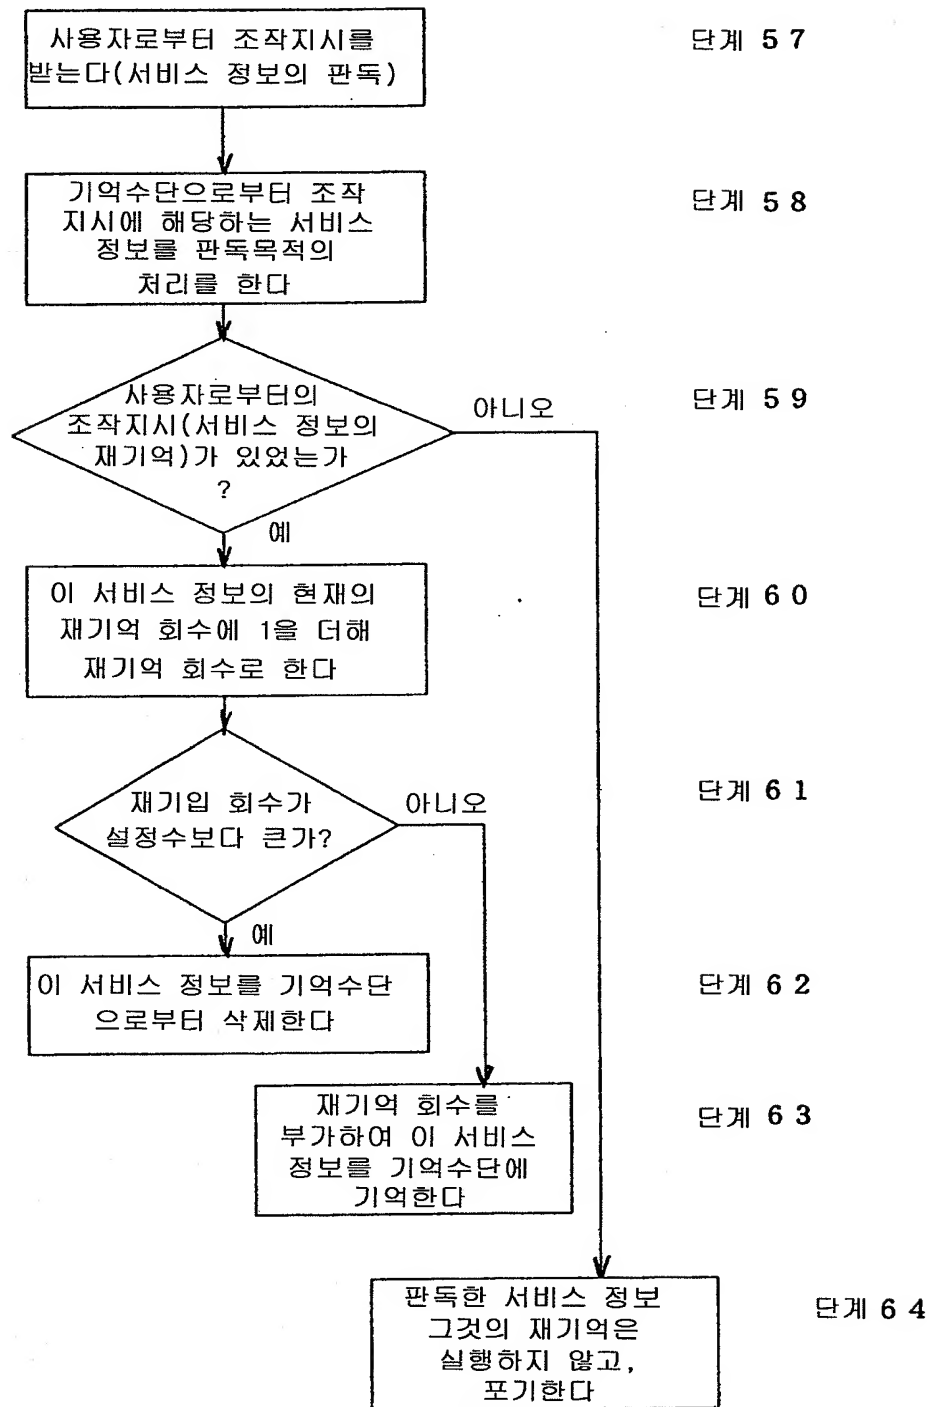 사용자로부터 조작지시를
받는다(서비스 정보의 판독)
단계 57
기억수단으로부터 조작
지시에 해당하는 서비스
정보를 판독목적의
처리를 한다
단계 58
사용자로부터의
조작지시(서비스 정보의
재기억)가 있었는가
?
아니오
단계 59
예
이 서비스 정보의 현재의
재기억 회수에 1을 더해
재기억 회수로 한다
단계 60
재기입 회수가
설정수보다 큰가?
아니오
단계 61
예
이 서비스 정보를 기억수단
으로부터 삭제한다
단계 62
재기억 회수를
부가하여 이 서비스
정보를 기억수단에
기억한다
단계 63
판독한 서비스 정보
그것의 재기억은
실행하지 않고,
포기한다
단계 64